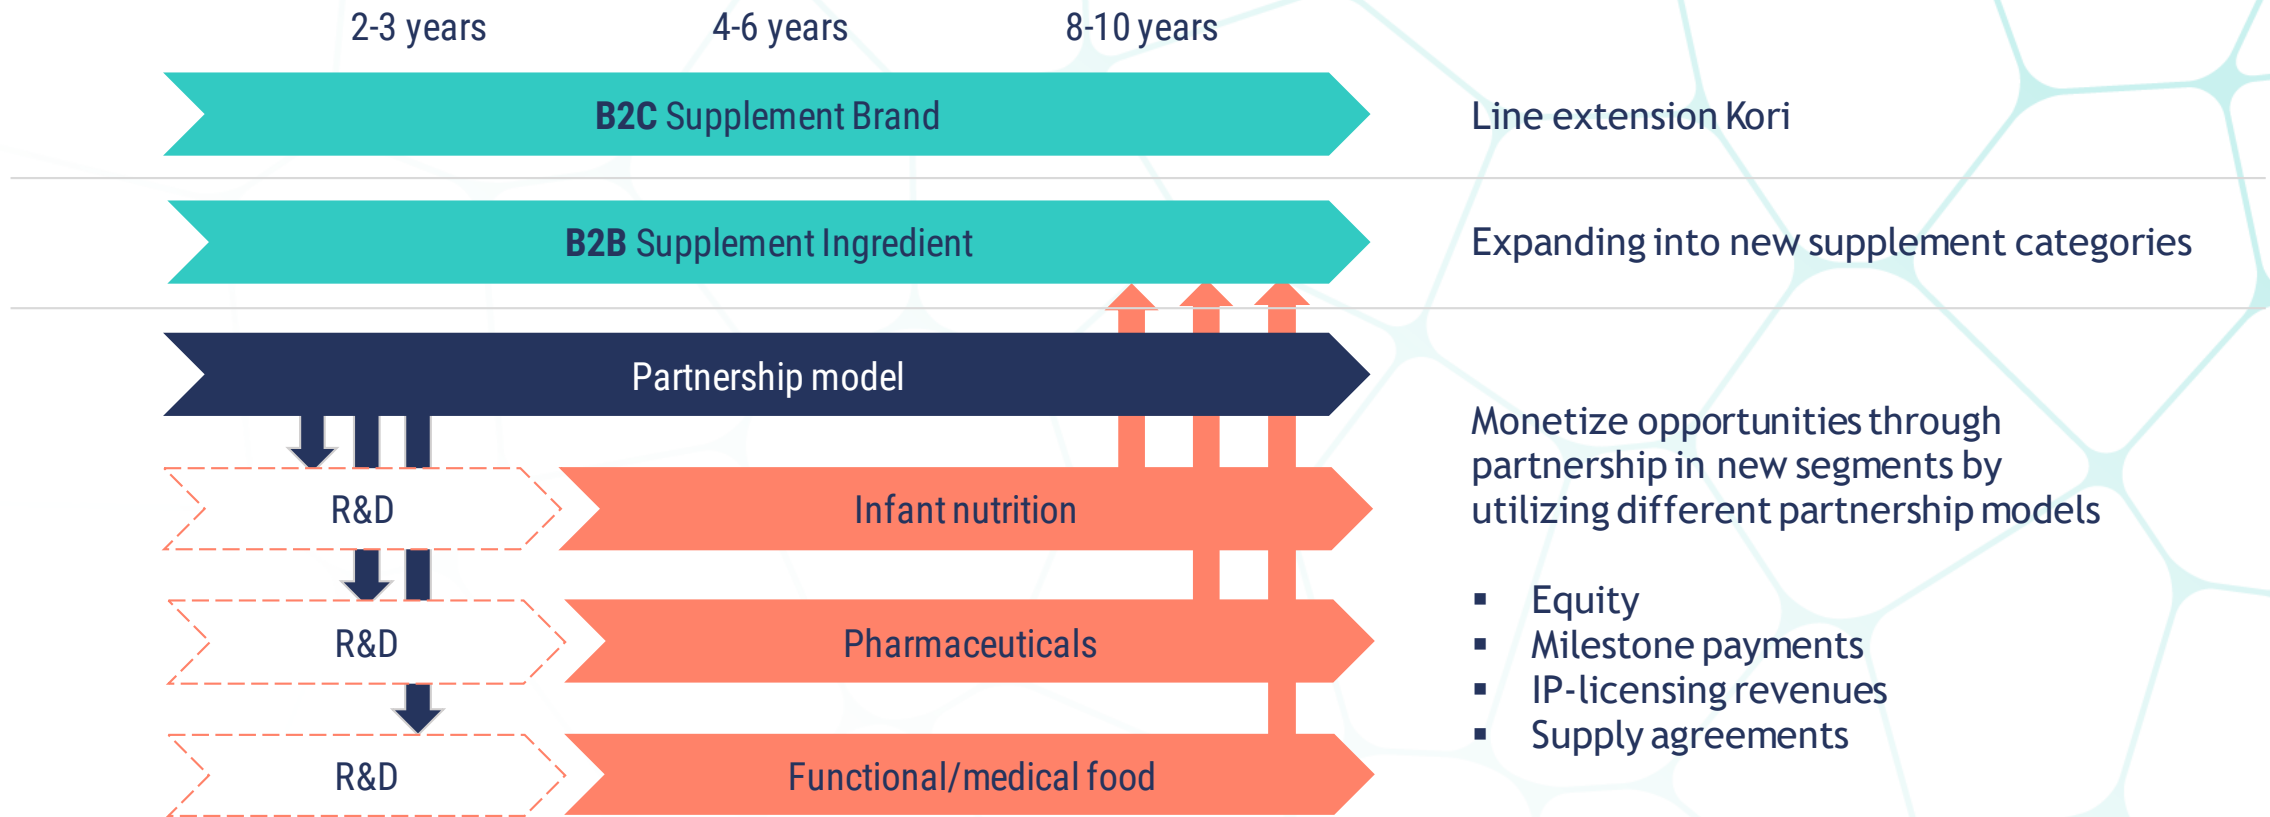 2-3 years 4-6 years 8-10 years
B2C Supplement Brand
Line extension Kori
B2B Supplement Ingredient
Expanding into new supplement categories
Partnership model
Monetize opportunities through
partnership in new segments by
utilizing different partnership models
R&D
Infant nutrition
▪ Equity
▪ Milestone payments
▪ IP-licensing revenues
▪ Supply agreements
R&D
Pharmaceuticals
R&D
Functional/medical food